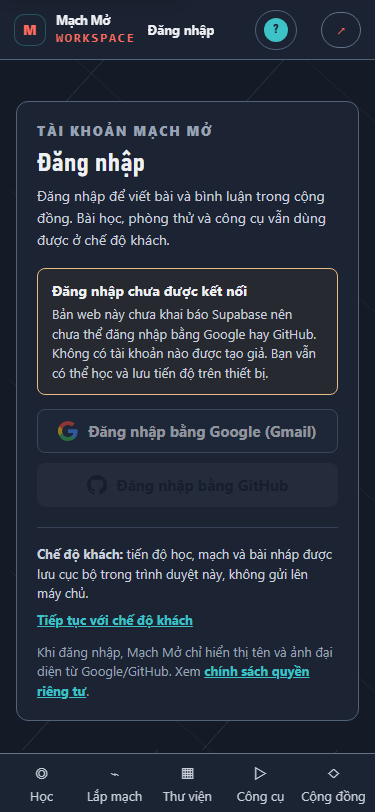 M
Mạch Mở
WORKSPACE
Đăng nhập
?
↗
TÀI KHOẢN MẠCH MỞ
Đăng nhập
Đăng nhập để viết bài và bình luận trong cộng
đồng. Bài học, phòng thử và công cụ vẫn dùng
được ở chế độ khách.
Đăng nhập chưa được kết nối
Bản web này chưa khai báo Supabase nên
chưa thể đăng nhập bằng Google hay GitHub.
Không có tài khoản nào được tạo giả. Bạn vẫn
có thể học và lưu tiến độ trên thiết bị.
Đăng nhập bằng Google (Gmail)
Đăng nhập bằng GitHub
Chế độ khách: tiến độ học, mạch và bài nháp được
lưu cục bộ trong trình duyệt này, không gửi lên
máy chủ.
Tiếp tục với chế độ khách
Khi đăng nhập, Mạch Mở chỉ hiển thị tên và ảnh đại
diện từ Google/GitHub. Xem chính sách quyền
riêng tư.
Học
Lắp mạch
Thư viện
Công cụ
Cộng đồng